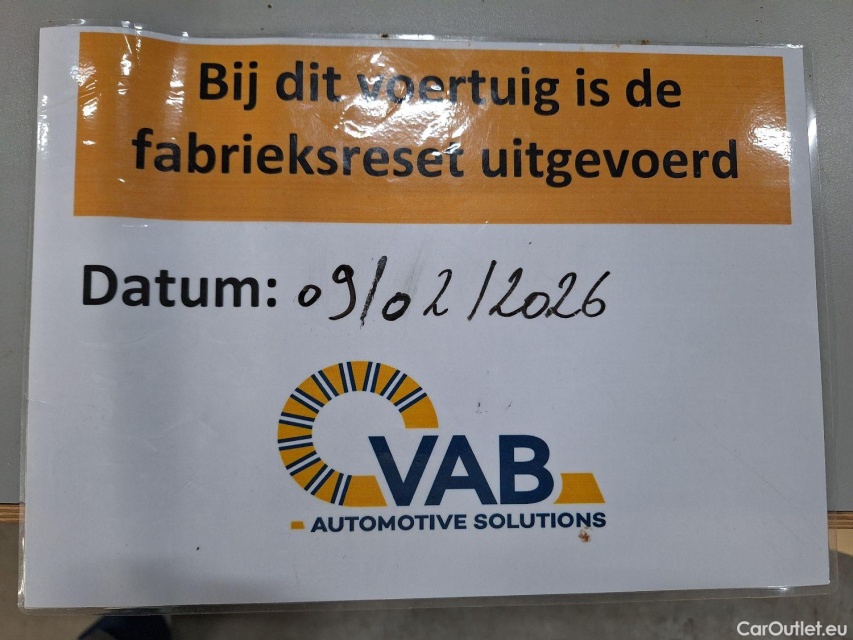 Bij dit voertuig is de
fabrieksreset uitgevoerd
Datum: 09/02/2026
VAB
AUTOMOTIVE SOLUTIONS
CarOutlet.eu